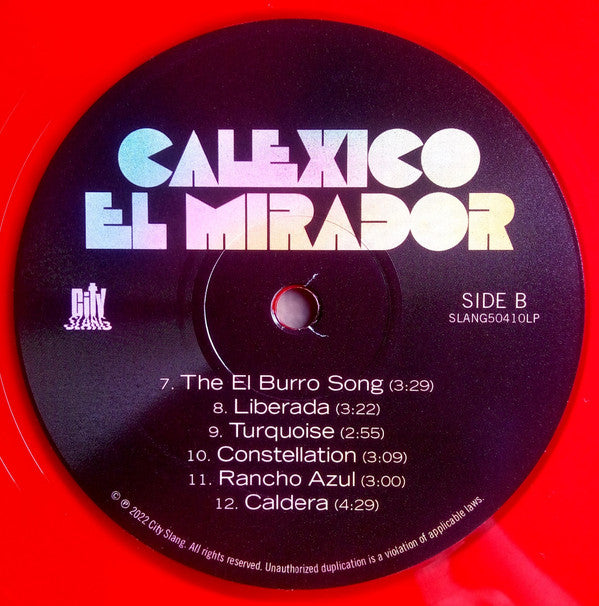 CALEXICO
EL MIRADOR
City
SLANG
SIDE B
SLANG50410LP
7. The El Burro Song (3:29)
8. Liberada (3:22)
9. Turquoise (2:55)
10. Constellation (3:09)
11. Rancho Azul (3:00)
12. Caldera (4:29)
© ℗ 2022 City Slang. All rights reserved. Unauthorized duplication is a violation of applicable laws.